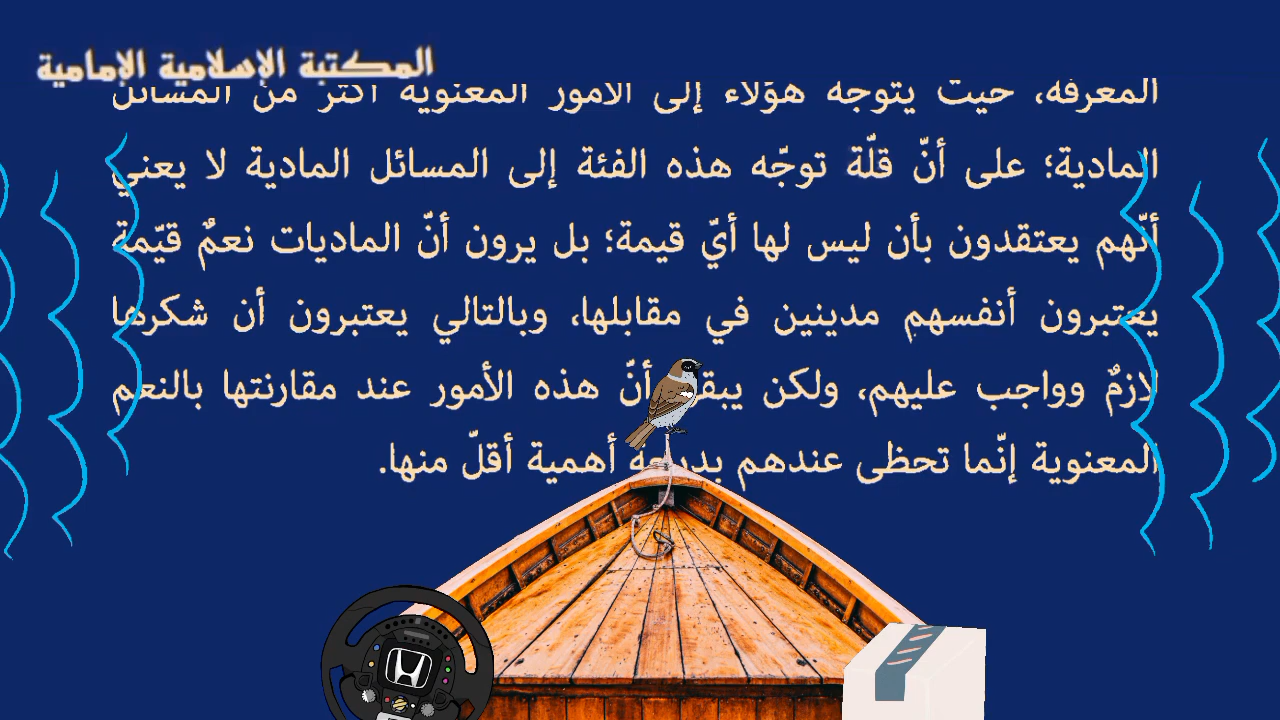 المكتبة الإسلامية الإمامية
المعرفة، حيث يتوجه هؤلاء إلى الأمور المعنوية أكثر من المسائل
المادية؛ على أنّ قلّة توجّه هذه الفئة إلى المسائل المادية لا يعني
أنّهم يعتقدون بأن ليس لها أيّ قيمة؛ بل يرون أنّ الماديات نعمٌ قيّمة
يعتبرون أنفسهم مدينين في مقابلها، وبالتالي يعتبرون أن شكرها
لازمٌ وواجب عليهم، ولكن يبقى أنّ هذه الأمور عند مقارنتها بالنعم
المعنوية إنّما تحظى عندهم بدرجة أهمية أقلّ منها.